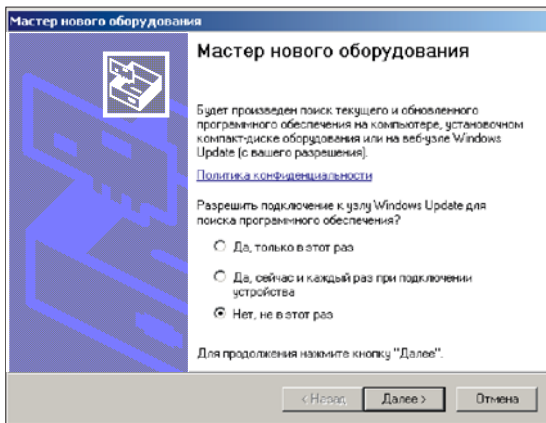 Мастер нового оборудования
Мастер нового оборудования
Будет произведен поиск текущего и обновленного
программного обеспечения на компьютере, установочном
компакт-диске оборудования или на веб-узле Windows
Update (с вашего разрешения).
Политика конфиденциальности
Разрешить подключение к узлу Windows Update для
поиска программного обеспечения?
Да, только в этот раз
Да, сейчас и каждый раз при подключении
устройства
Нет, не в этот раз
Для продолжения нажмите кнопку "Далее".
< Назад
Далее >
Отмена